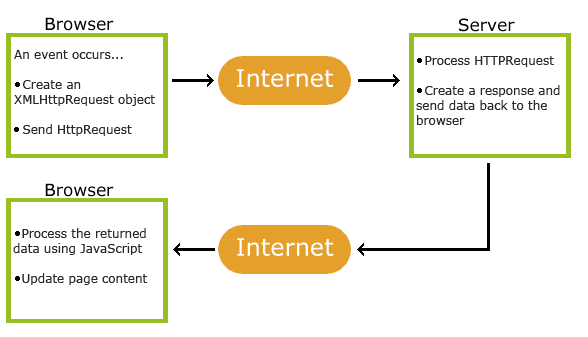 Browser
An event occurs...
•Create an
XMLHttpRequest object
•Send HttpRequest
Internet
Server
•Process HTTPRequest
•Create a response and
send data back to the
browser
Browser
•Process the returned
data using JavaScript
•Update page content
Internet